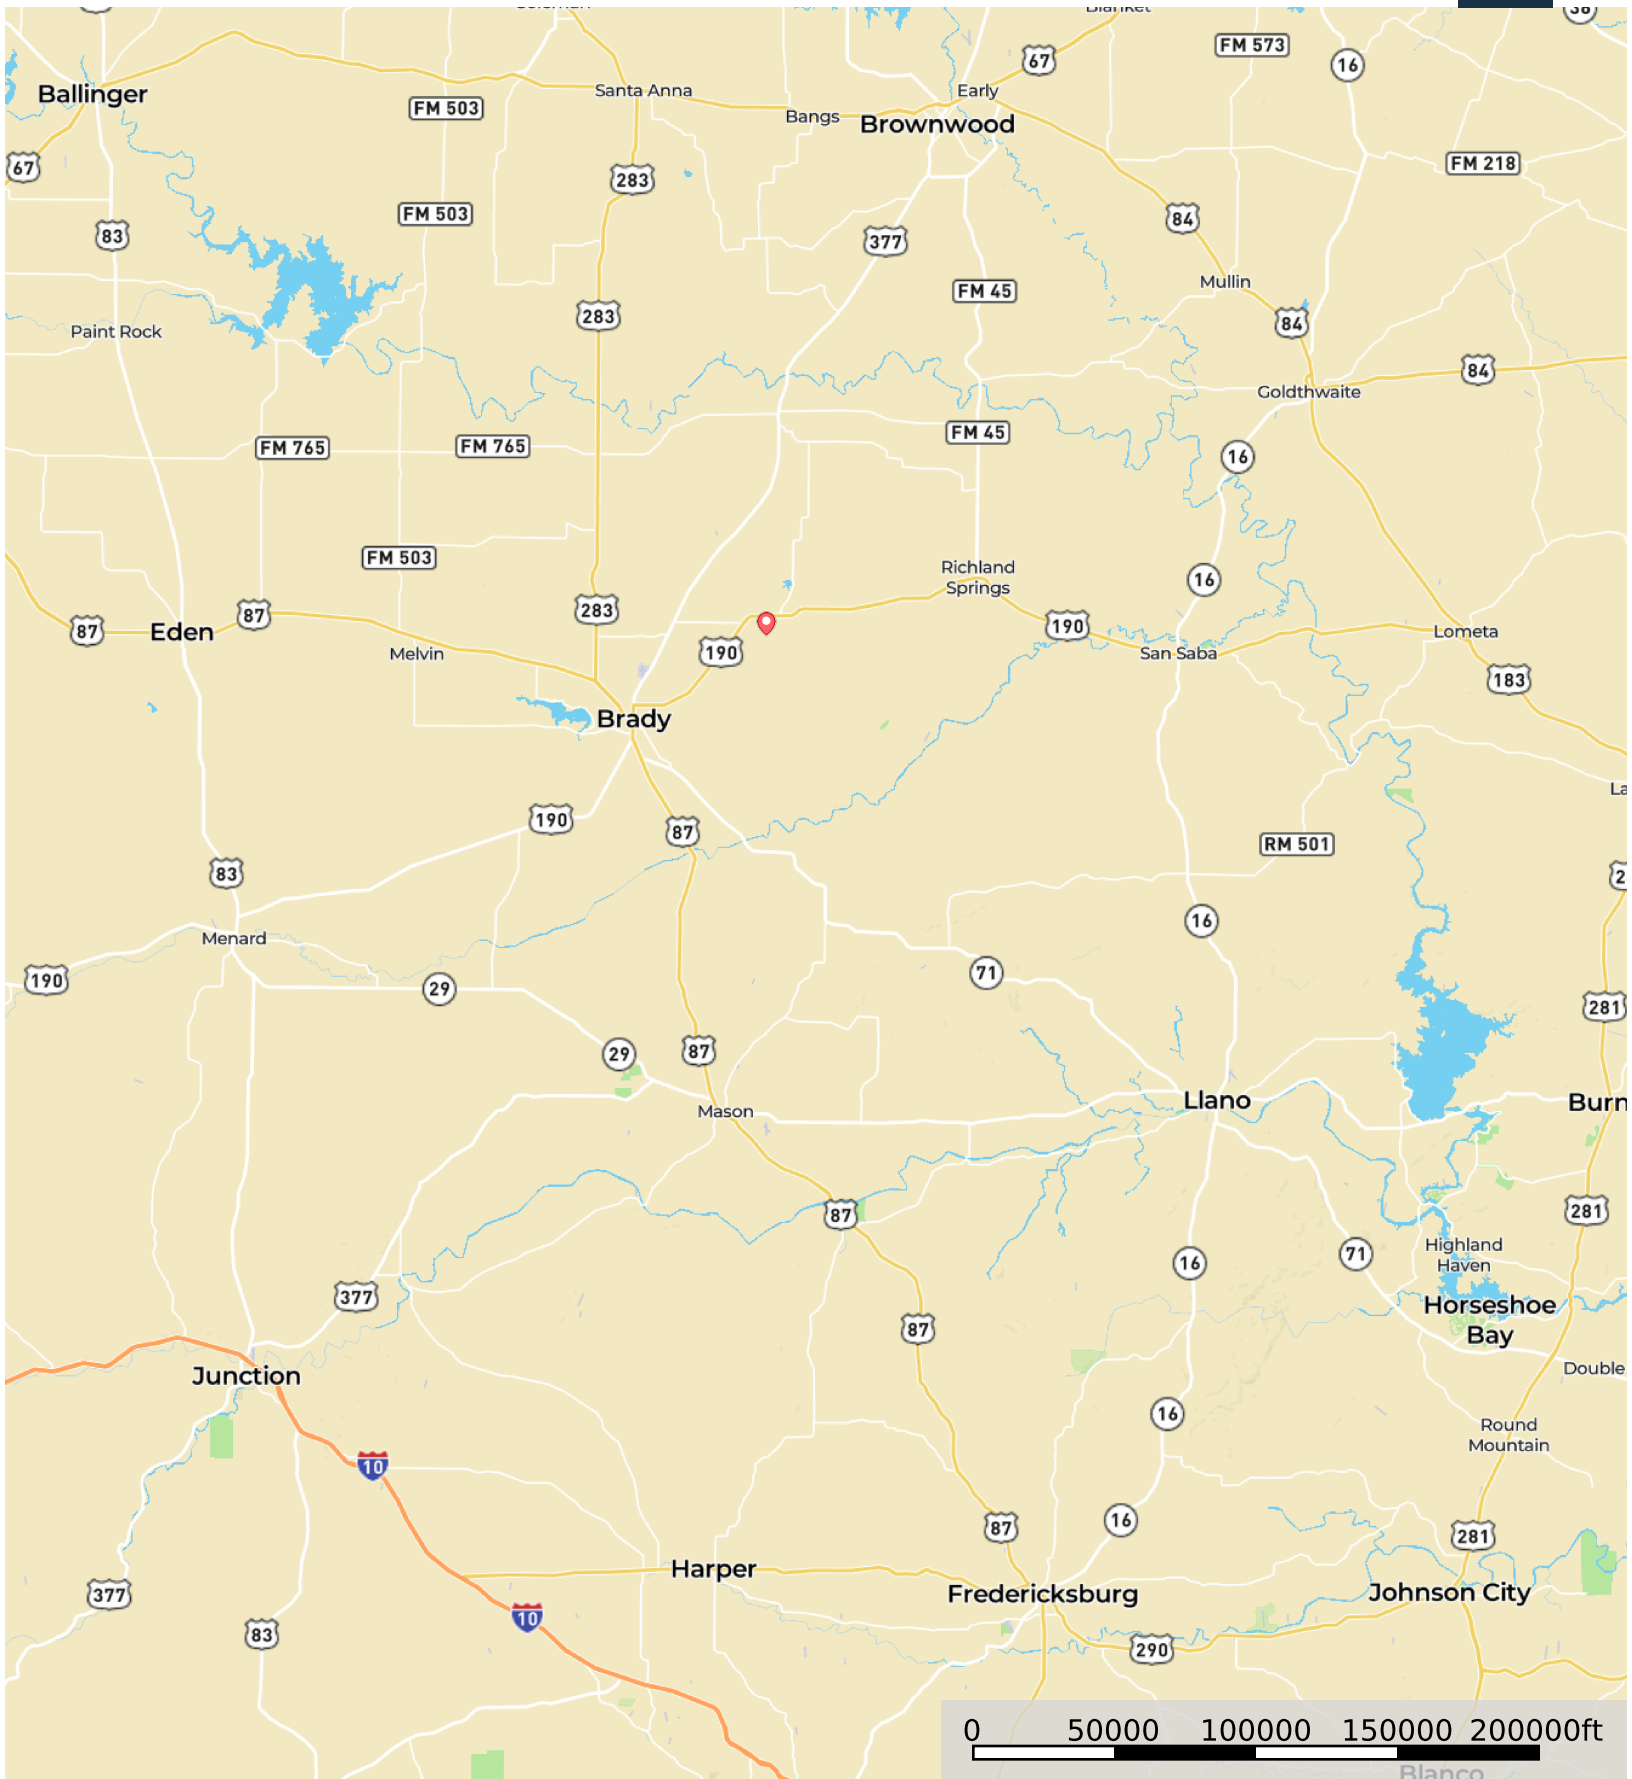 38
Blanket
FM 573
67
16
Ballinger
Santa Anna
Early
FM 503
Bangs
Brownwood
67
FM 218
283
FM 503
84
83
377
Mullin
FM 45
283
84
Paint Rock
84
Goldthwaite
FM 45
FM 765
FM 765
16
FM 503
Richland
Springs
16
283
87
87
Eden
190
Lometa
Melvin
190
San Saba
183
Brady
La
190
87
RM 501
83
2
16
Menard
71
190
29
281
87
29
Llano
Burn
Mason
87
281
Highland
Haven
71
16
377
Horseshoe
Bay
87
Double
Junction
16
Round
Mountain
10
16
87
281
Harper
377
Fredericksburg
Johnson City
10
83
290
0 50000 100000 150000 200000ft
Blanco